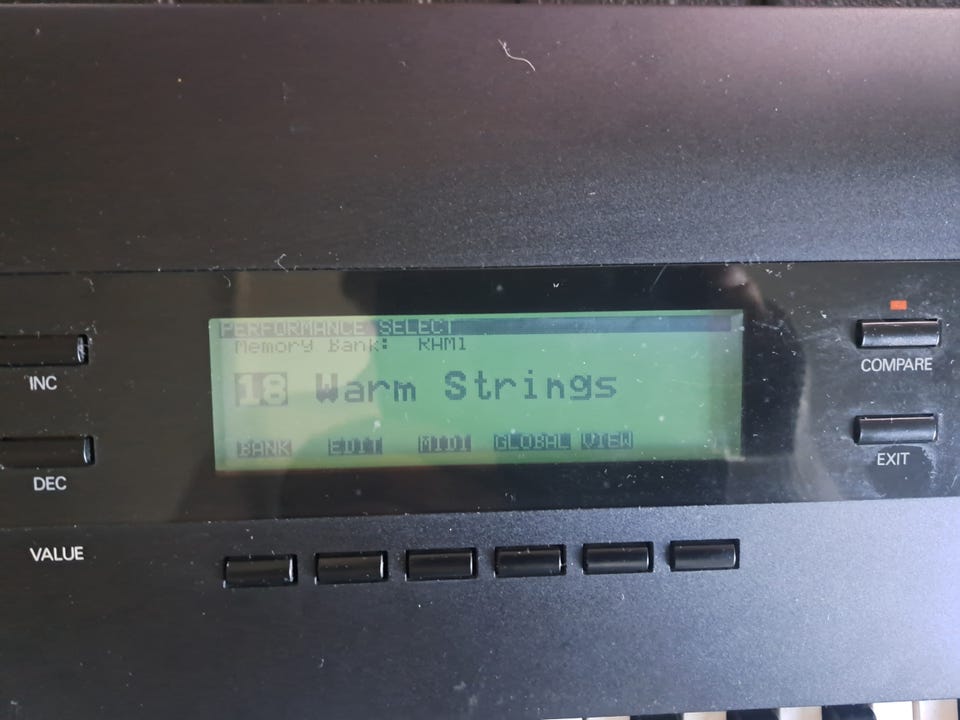 PERFORMANCE SELECT
Memory Bank: RAM1
18 Warm Strings
BANK EDIT MIDI GLOBAL VIEW
INC
DEC
VALUE
COMPARE
EXIT